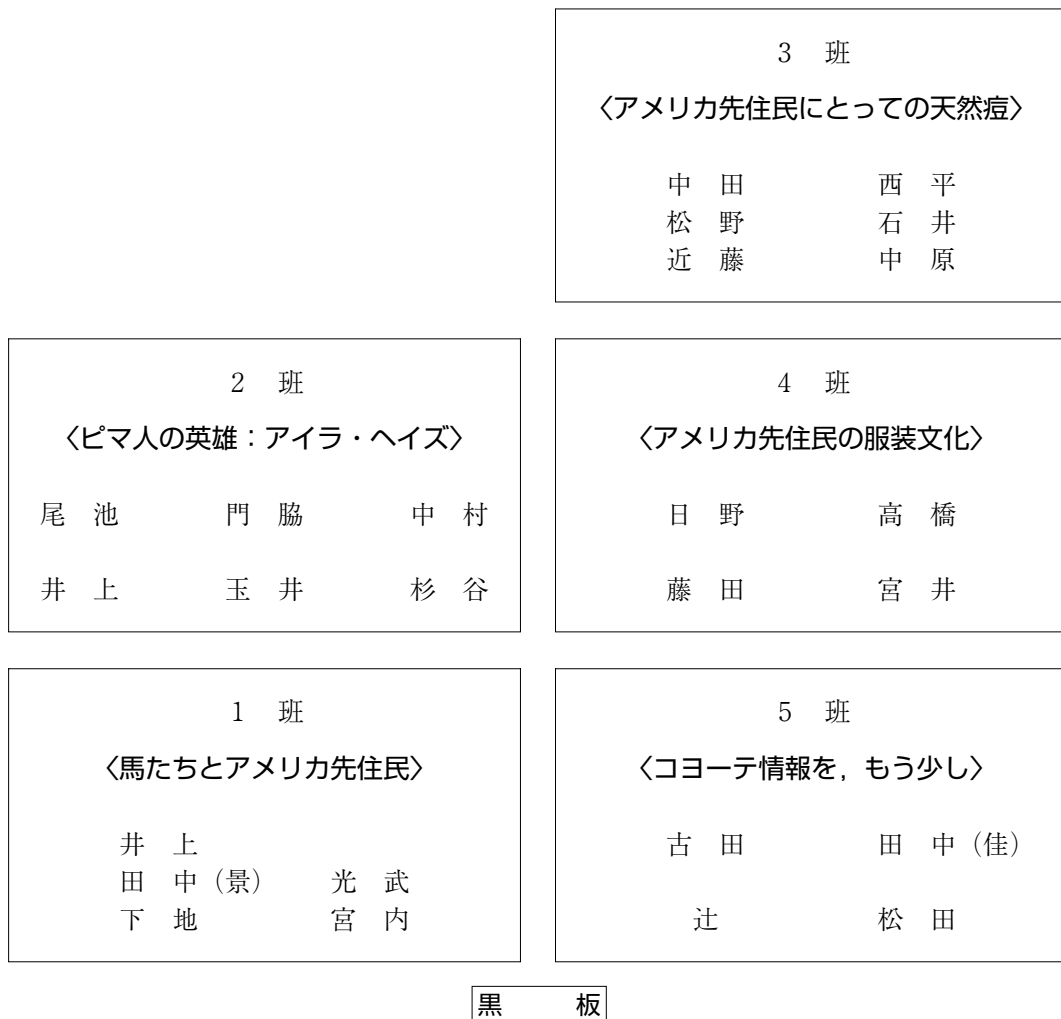 3 班
〈アメリカ先住民にとっての天然痘〉
中 田 西 平
松 野 石 井
近 藤 中 原
2 班
〈ピマ人の英雄：アイラ・ヘイズ〉
尾 池 門 脇 中 村
井 上 玉 井 杉 谷
4 班
〈アメリカ先住民の服装文化〉
日 野 高 橋
藤 田 宮 井
1 班
〈馬たちとアメリカ先住民〉
井 上
田 中（景） 光 武
下 地 宮 内
5 班
〈コヨーテ情報を，もう少し〉
古 田 田 中（佳）
辻 松 田
黒 板